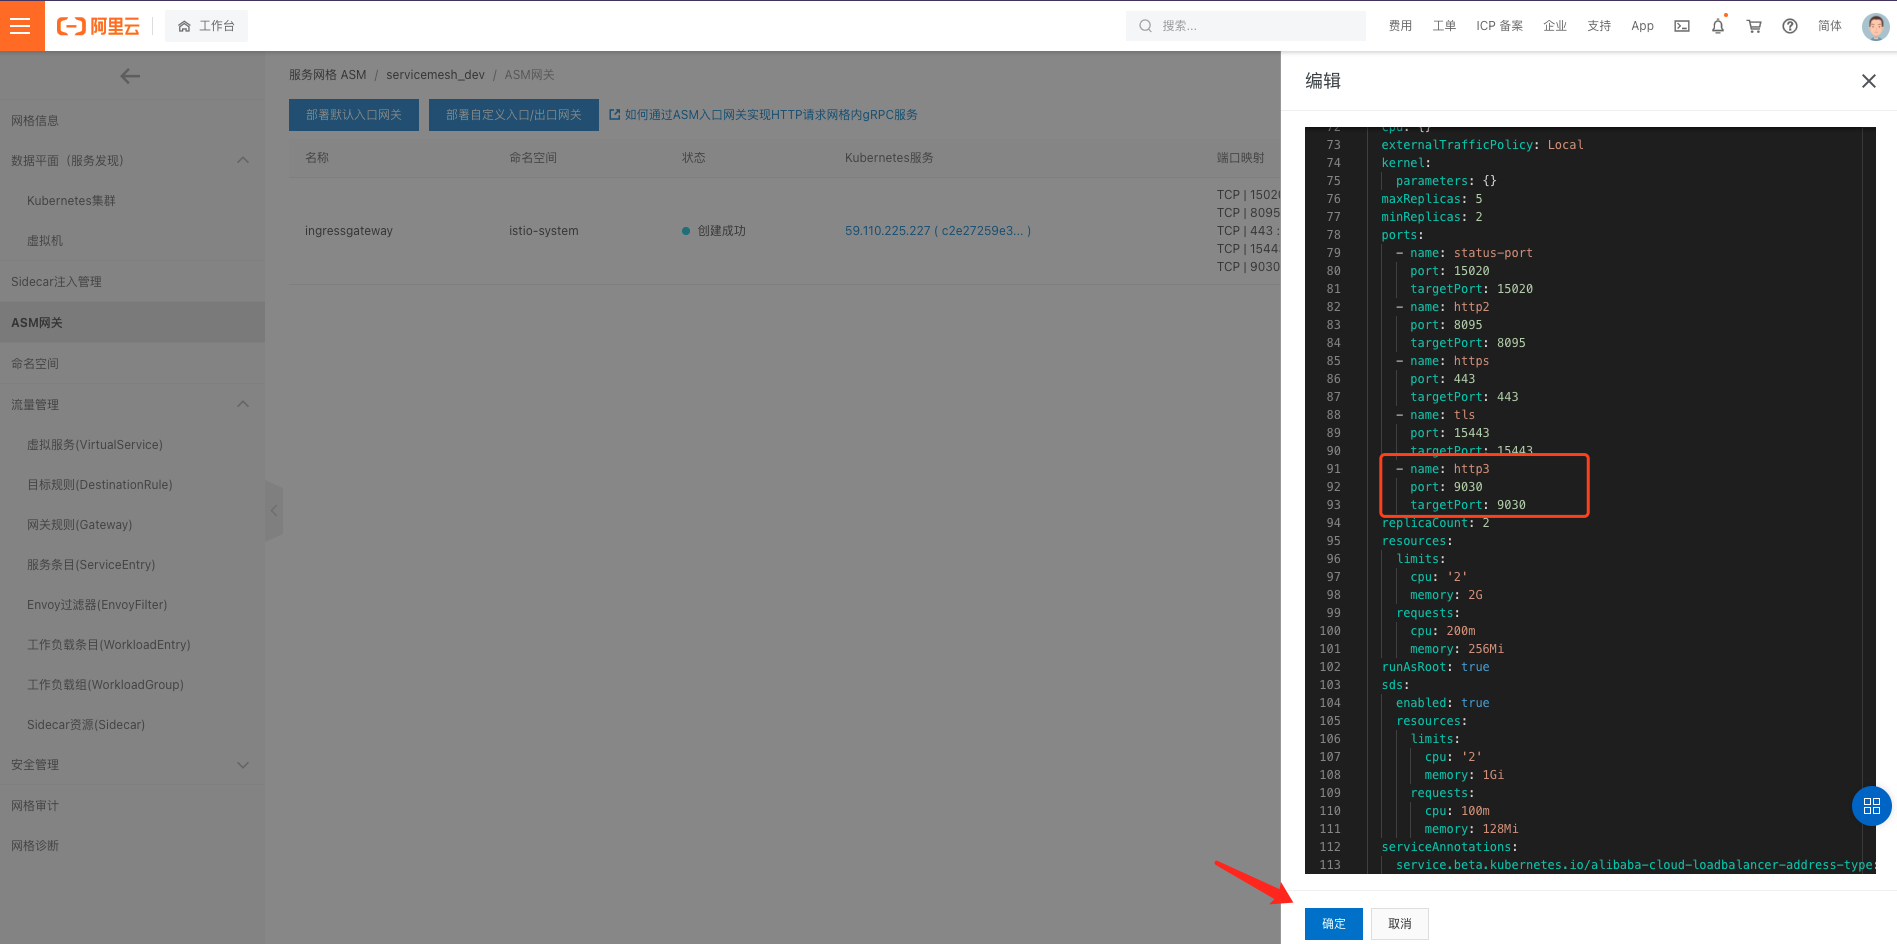 阿里云
工作台
搜索...
费用
工单
ICP 备案
企业
支持
App
简体
网格信息
数据平面（服务发现）
Kubernetes集群
虚拟机
Sidecar注入管理
ASM网关
命名空间
流量管理
虚拟服务(VirtualService)
目标规则(DestinationRule)
网关规则(Gateway)
服务条目(ServiceEntry)
Envoy过滤器(EnvoyFilter)
工作负载条目(WorkloadEntry)
工作负载组(WorkloadGroup)
Sidecar资源(Sidecar)
安全管理
网格审计
网格诊断
服务网格 ASM / servicemesh_dev / ASM网关
部署默认入口网关
部署自定义入口/出口网关
如何通过ASM入口网关实现HTTP请求网格内gRPC服务
名称
命名空间
状态
Kubernetes服务
端口映射
ingressgateway
istio-system
创建成功
59.110.225.227 ( c2e27259e3... )
TCP | 15020
TCP | 8095
TCP | 443 :
TCP | 15443
TCP | 9030
编辑
72 cpu: {}
73 externalTrafficPolicy: Local
74 kernel:
75 parameters: {}
76 maxReplicas: 5
77 minReplicas: 2
78 ports:
79 - name: status-port
80 port: 15020
81 targetPort: 15020
82 - name: http2
83 port: 8095
84 targetPort: 8095
85 - name: https
86 port: 443
87 targetPort: 443
88 - name: tls
89 port: 15443
90 targetPort: 15443
91 - name: http3
92 port: 9030
93 targetPort: 9030
94 replicaCount: 2
95 resources:
96 limits:
97 cpu: '2'
98 memory: 2G
99 requests:
100 cpu: 200m
101 memory: 256Mi
102 runAsRoot: true
103 sds:
104 enabled: true
105 resources:
106 limits:
107 cpu: '2'
108 memory: 1Gi
109 requests:
110 cpu: 100m
111 memory: 128Mi
112 serviceAnnotations:
113 service.beta.kubernetes.io/alibaba-cloud-loadbalancer-address-type:
确定
取消